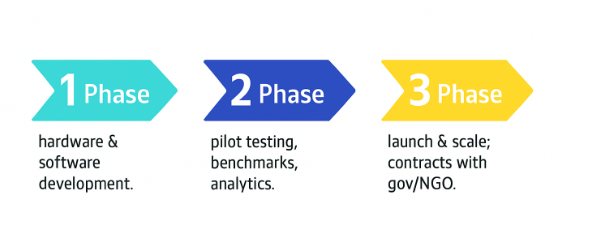 1 Phase
hardware &
software
development.
2 Phase
pilot testing,
benchmarks,
analytics.
3 Phase
launch & scale;
contracts with
gov/NGO.